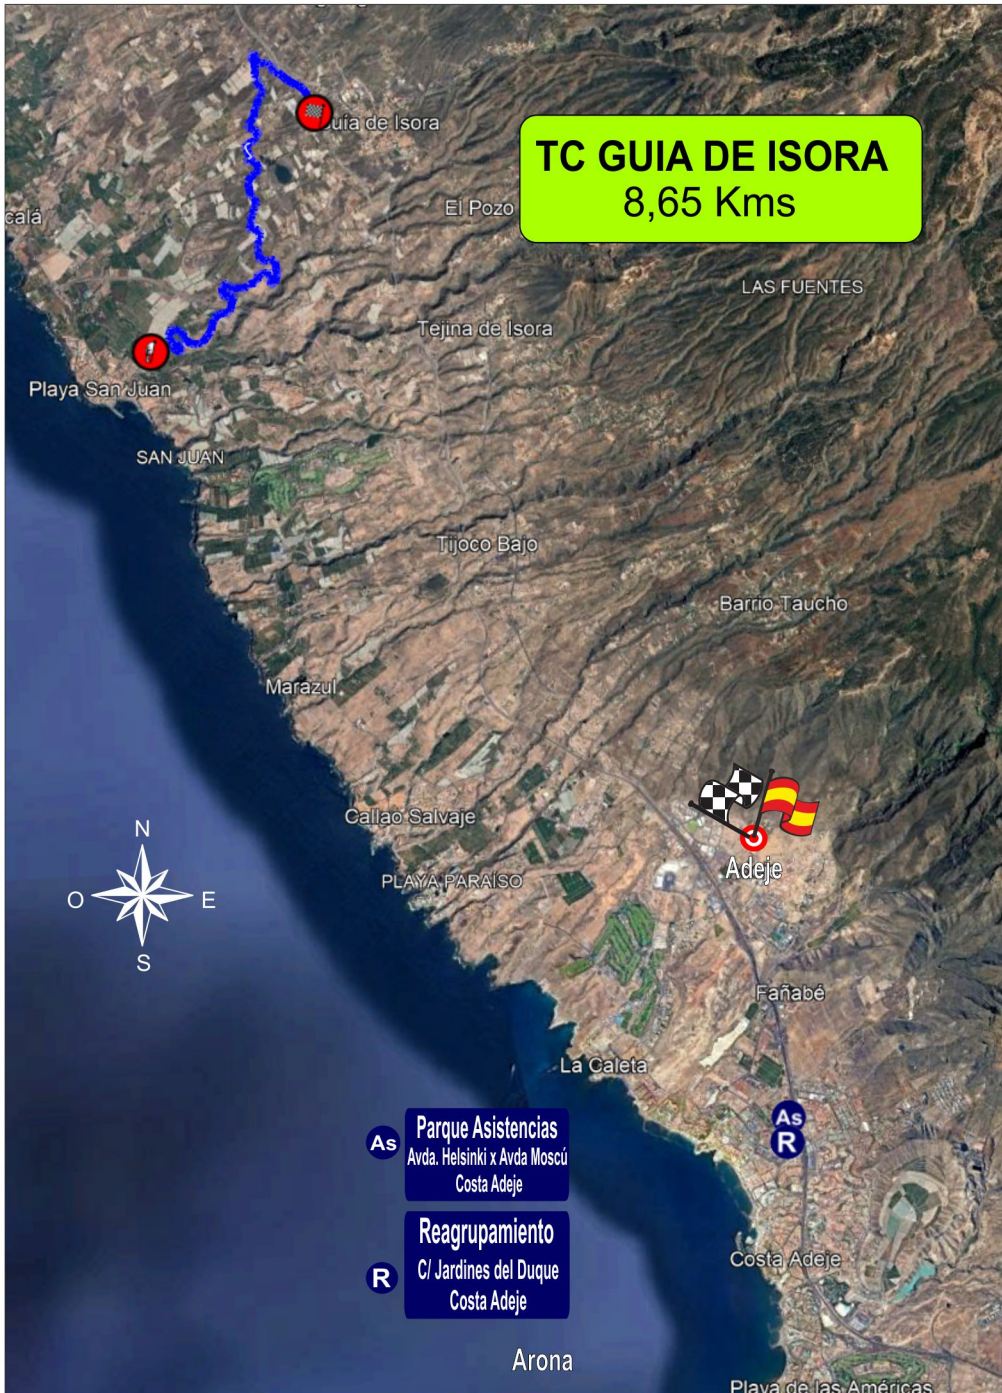 uía de Isora
TC GUIA DE ISORA
8,65 Kms
calá
El Pozo
LAS FUENTES
Tejina de Isora
Playa San Juan
SAN JUAN
Tijoco Bajo
Barrio Taucho
Marazul
Callao Salvaje
Adeje
PLAYA PARAÍSO
N
O
E
S
Fañabé
La Caleta
As
R
As
Parque Asistencias
Avda. Helsinki x Avda Moscú
Costa Adeje
R
Reagrupamiento
C/ Jardines del Duque
Costa Adeje
Costa Adeje
Arona
Playa de las Américas